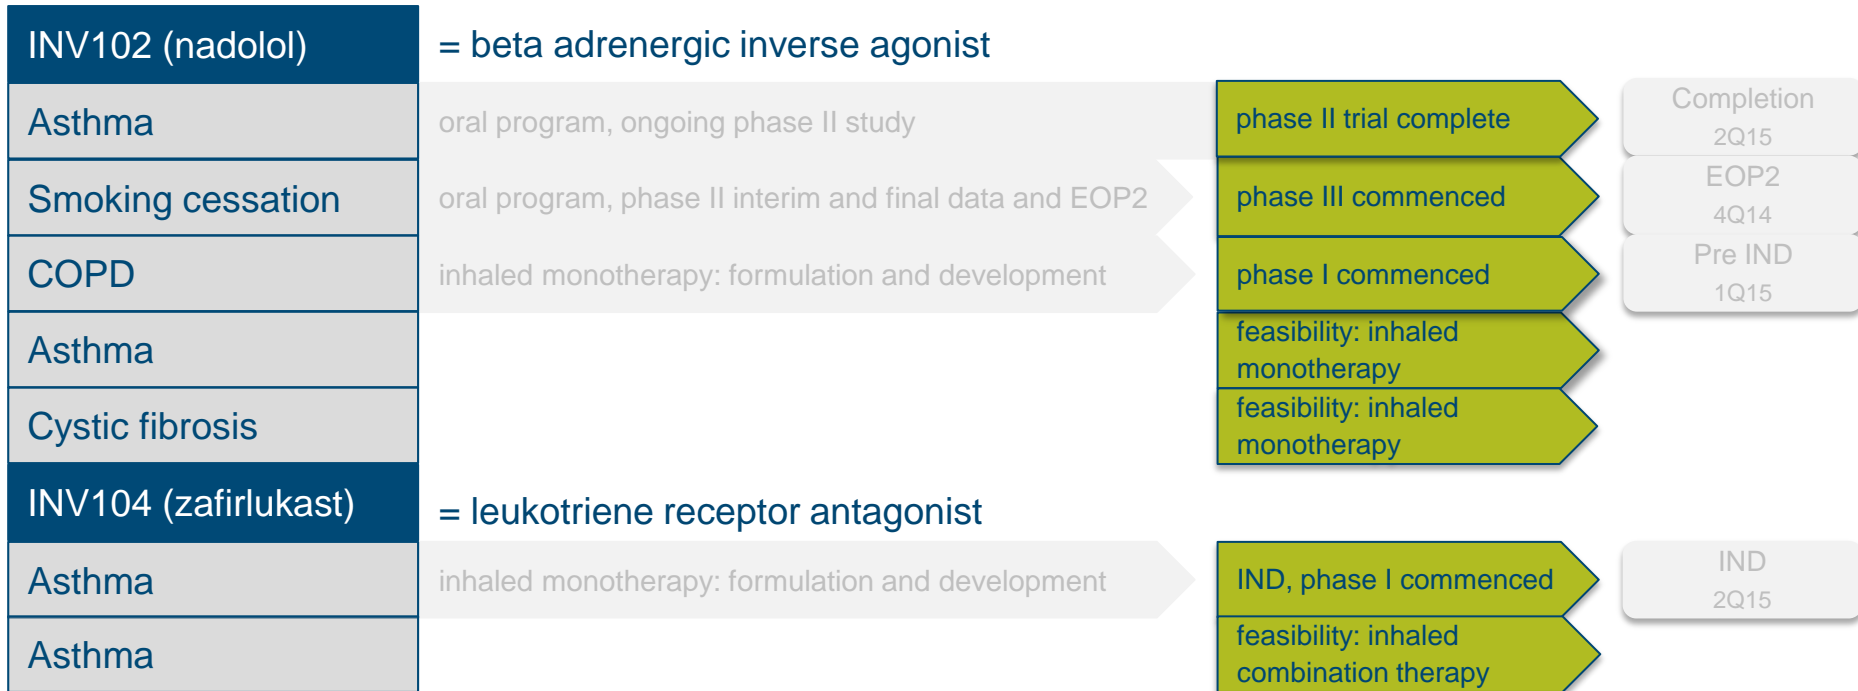 INV102 (nadolol)
= beta adrenergic inverse agonist
Asthma
oral program, ongoing phase II study
phase II trial complete
Completion
2Q15
Smoking cessation
oral program, phase II interim and final data and EOP2
phase III commenced
EOP2
4Q14
COPD
inhaled monotherapy: formulation and development
phase I commenced
Pre IND
1Q15
Asthma
feasibility: inhaled
monotherapy
Cystic fibrosis
feasibility: inhaled
monotherapy
INV104 (zafirlukast)
= leukotriene receptor antagonist
Asthma
inhaled monotherapy: formulation and development
IND, phase I commenced
IND
2Q15
Asthma
feasibility: inhaled
combination therapy